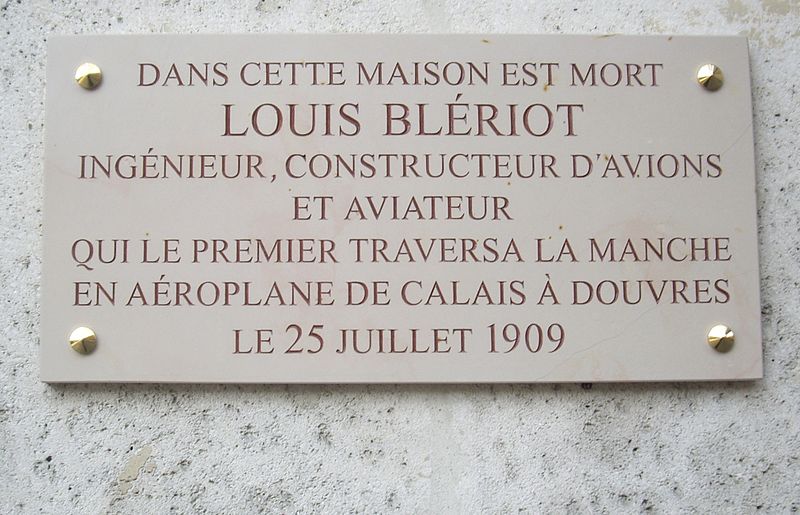 DANS CETTE MAISON EST MORT
LOUIS BLÉRIOT
INGÉNIEUR, CONSTRUCTEUR D'AVIONS
ET AVIATEUR
QUI LE PREMIER TRAVERSA LA MANCHE
EN AÉROPLANE DE CALAIS À DOUVRES
LE 25 JUILLET 1909